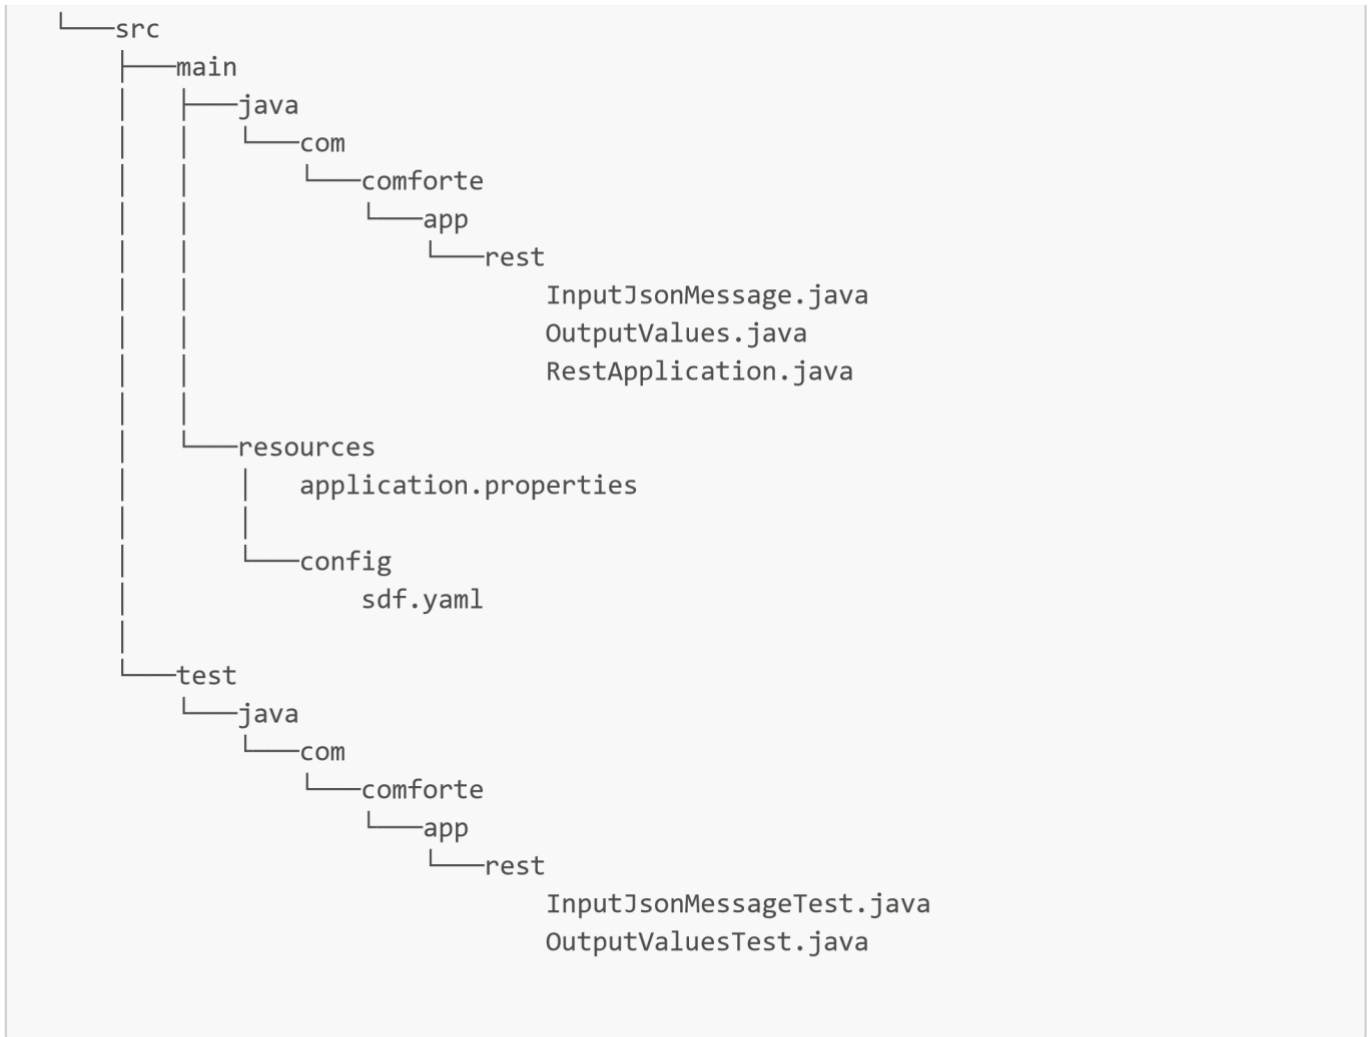 └───src
    ├───main
    │   ├───java
    │   │   └───com
    │   │       └───comforte
    │   │           └───app
    │   │               └───rest
    │   │                       InputJsonMessage.java
    │   │                       OutputValues.java
    │   │                       RestApplication.java
    │   │
    │   └───resources
    │       │   application.properties
    │       │
    │       └───config
    │               sdf.yaml
    │
    └───test
        └───java
            └───com
                └───comforte
                    └───app
                        └───rest
                                InputJsonMessageTest.java
                                OutputValuesTest.java